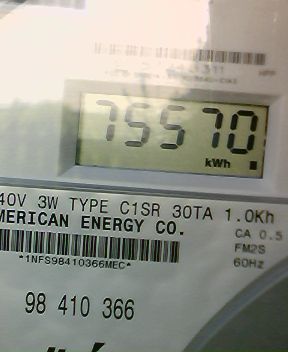 75570
kWh
40V 3W TYPE C1SR 30TA 1.0Kh
MERICAN ENERGY CO.
CA 0.5
FM2S
*1NFS98410366MEC*
60Hz
98 410 366